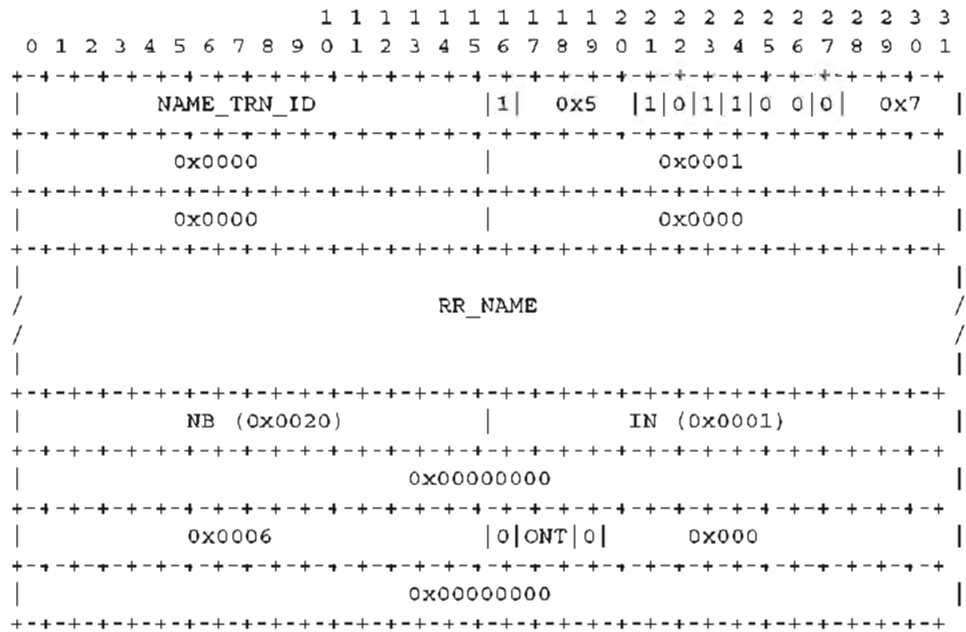 1 1 1 1 1 1 1 1 1 1 2 2 2 2 2 2 2 2 2 2 3 3
 0 1 2 3 4 5 6 7 8 9 0 1 2 3 4 5 6 7 8 9 0 1 2 3 4 5 6 7 8 9 0 1
+-+-+-+-+-+-+-+-+-+-+-+-+-+-+-+-+-+-+-+-+-+-+-+-+-+-+-+-+-+-+-+-+
|         NAME_TRN_ID           |1|  0x5  |1|0|1|1|0 0|0|  0x7  |
+-+-+-+-+-+-+-+-+-+-+-+-+-+-+-+-+-+-+-+-+-+-+-+-+-+-+-+-+-+-+-+-+
|          0x0000               |           0x0001              |
+-+-+-+-+-+-+-+-+-+-+-+-+-+-+-+-+-+-+-+-+-+-+-+-+-+-+-+-+-+-+-+-+
|          0x0000               |           0x0000              |
+-+-+-+-+-+-+-+-+-+-+-+-+-+-+-+-+-+-+-+-+-+-+-+-+-+-+-+-+-+-+-+-+
|                                                               |
/                            RR_NAME                            /
/                                                               /
|                                                               |
+-+-+-+-+-+-+-+-+-+-+-+-+-+-+-+-+-+-+-+-+-+-+-+-+-+-+-+-+-+-+-+-+
|           NB (0x0020)         |         IN (0x0001)           |
+-+-+-+-+-+-+-+-+-+-+-+-+-+-+-+-+-+-+-+-+-+-+-+-+-+-+-+-+-+-+-+-+
|                          0x00000000                           |
+-+-+-+-+-+-+-+-+-+-+-+-+-+-+-+-+-+-+-+-+-+-+-+-+-+-+-+-+-+-+-+-+
|           0x0006              |0|ONT|0|     0x000             |
+-+-+-+-+-+-+-+-+-+-+-+-+-+-+-+-+-+-+-+-+-+-+-+-+-+-+-+-+-+-+-+-+
|                          0x00000000                           |
+-+-+-+-+-+-+-+-+-+-+-+-+-+-+-+-+-+-+-+-+-+-+-+-+-+-+-+-+-+-+-+-+